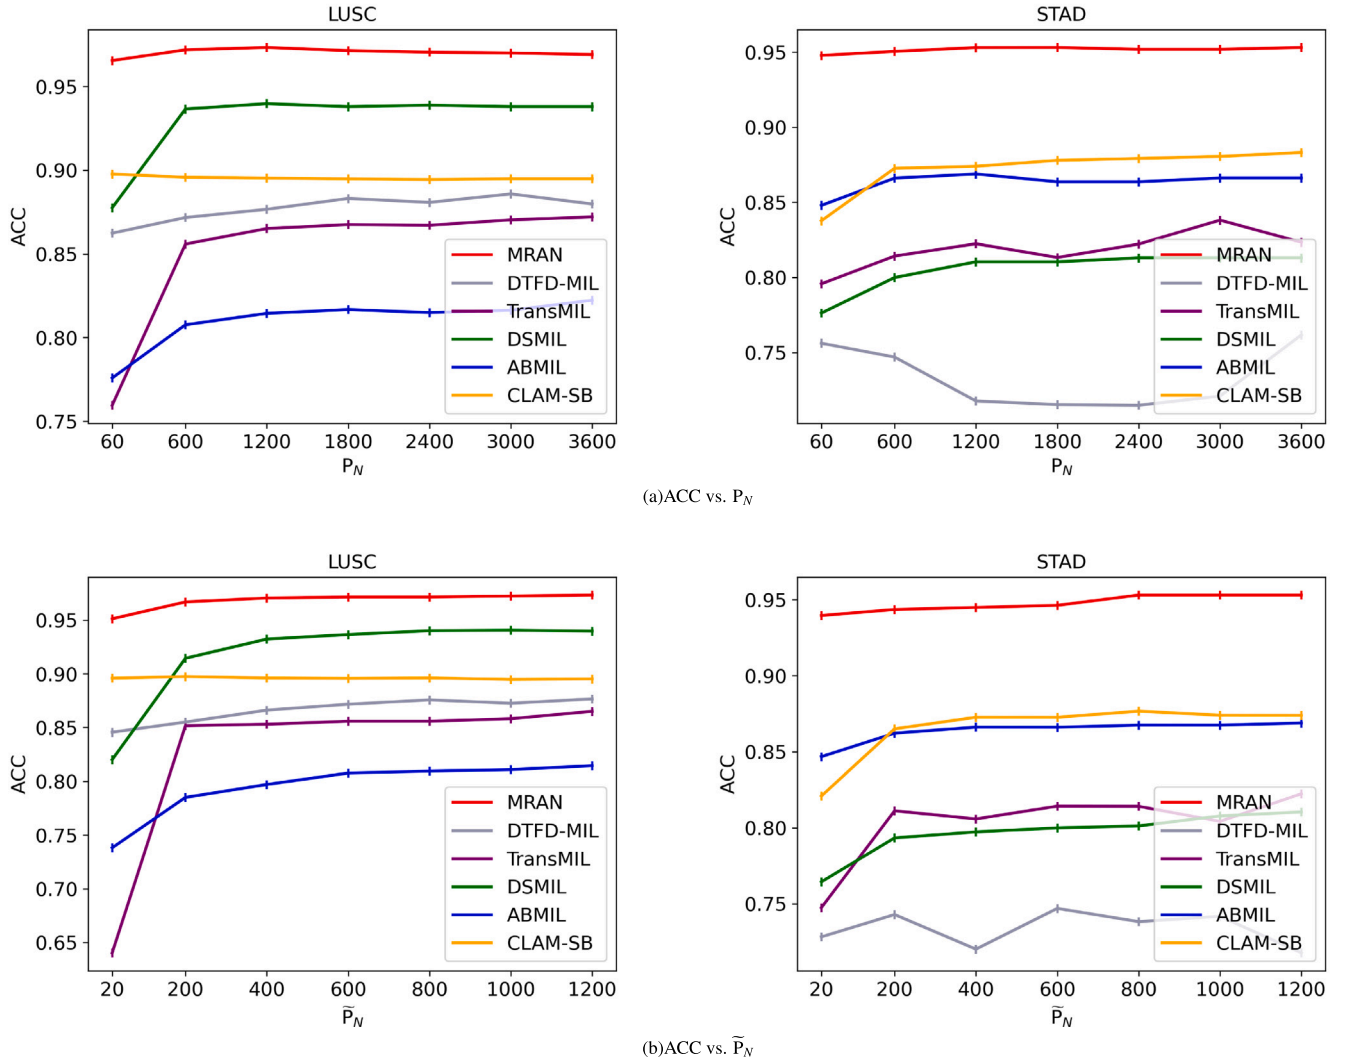 LUSC
ACC
0.95
0.90
0.85
0.80
0.75
60 600 1200 1800 2400 3000 3600
P_N
MRAN
DTFD-MIL
TransMIL
DSMIL
ABMIL
CLAM-SB
STAD
ACC
0.95
0.90
0.85
0.80
0.75
60 600 1200 1800 2400 3000 3600
P_N
MRAN
DTFD-MIL
TransMIL
DSMIL
ABMIL
CLAM-SB
(a)ACC vs. P_N
LUSC
ACC
0.95
0.90
0.85
0.80
0.75
0.70
0.65
20 200 400 600 800 1000 1200
P̃_N
MRAN
DTFD-MIL
TransMIL
DSMIL
ABMIL
CLAM-SB
STAD
ACC
0.95
0.90
0.85
0.80
0.75
20 200 400 600 800 1000 1200
P̃_N
MRAN
DTFD-MIL
TransMIL
DSMIL
ABMIL
CLAM-SB
(b)ACC vs. P̃_N